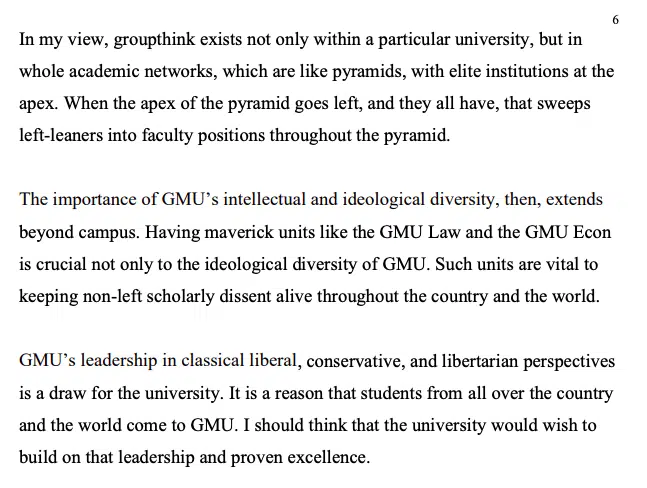 6
In my view, groupthink exists not only within a particular university, but in
whole academic networks, which are like pyramids, with elite institutions at the
apex. When the apex of the pyramid goes left, and they all have, that sweeps
left-leaners into faculty positions throughout the pyramid.
The importance of GMU’s intellectual and ideological diversity, then, extends
beyond campus. Having maverick units like the GMU Law and the GMU Econ
is crucial not only to the ideological diversity of GMU. Such units are vital to
keeping non-left scholarly dissent alive throughout the country and the world.
GMU’s leadership in classical liberal, conservative, and libertarian perspectives
is a draw for the university. It is a reason that students from all over the country
and the world come to GMU. I should think that the university would wish to
build on that leadership and proven excellence.